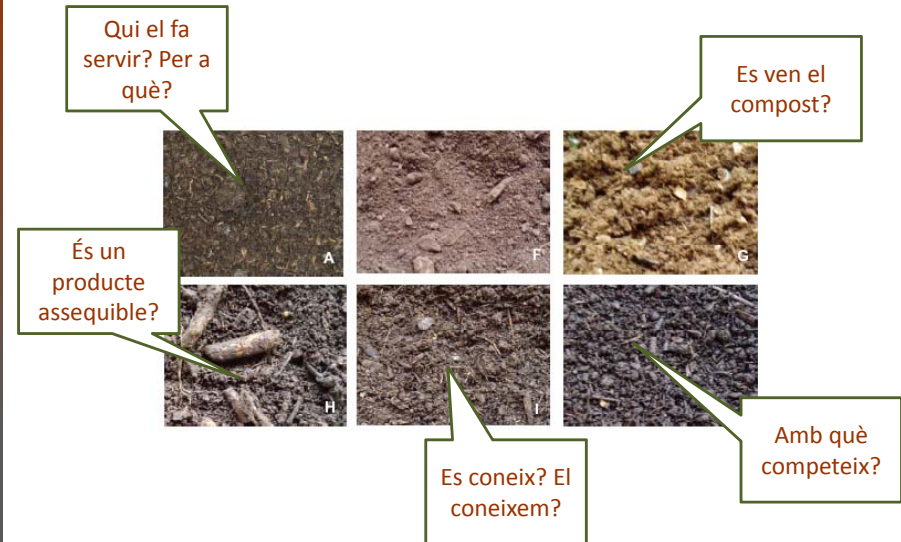 Qui el fa
servir? Per a
què?
Es ven el
compost?
A
F
G
És un
producte
assequible?
H
I
Amb què
competeix?
Es coneix? El
coneixem?